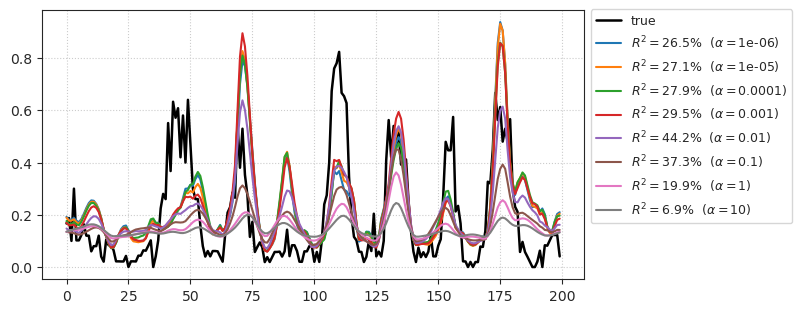 true
R² = 26.5% (α = 1e-06)
R² = 27.1% (α = 1e-05)
R² = 27.9% (α = 0.0001)
R² = 29.5% (α = 0.001)
R² = 44.2% (α = 0.01)
R² = 37.3% (α = 0.1)
R² = 19.9% (α = 1)
R² = 6.9% (α = 10)
0.8
0.6
0.4
0.2
0.0
0 25 50 75 100 125 150 175 200